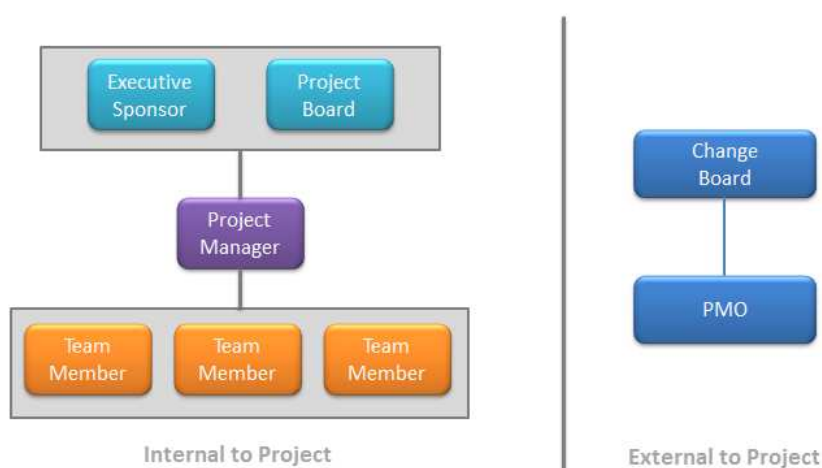 Executive
Sponsor
Project
Board
Project
Manager
Team
Member
Team
Member
Team
Member
Internal to Project
Change
Board
PMO
External to Project